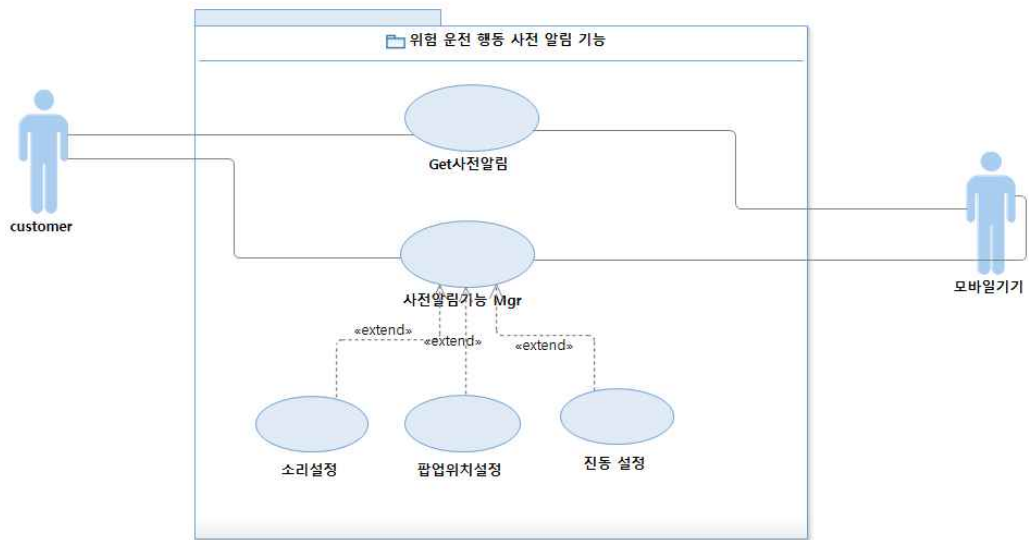 위험 운전 행동 사전 알림 기능
Get사전알림
customer
모바일기기
사전알림기능 Mgr
«extend»
«extend»
«extend»
소리설정
팝업위치설정
진동 설정